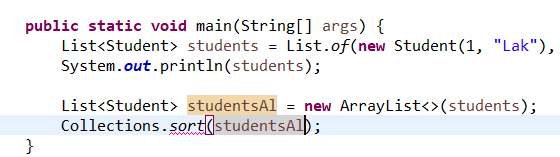 public static void main(String[] args) {
List<Student> students = List.of(new Student(1, "Lak"),
System.out.println(students);
List<Student> studentsAl = new ArrayList<>(students);
Collections.sort(studentsAl);
}